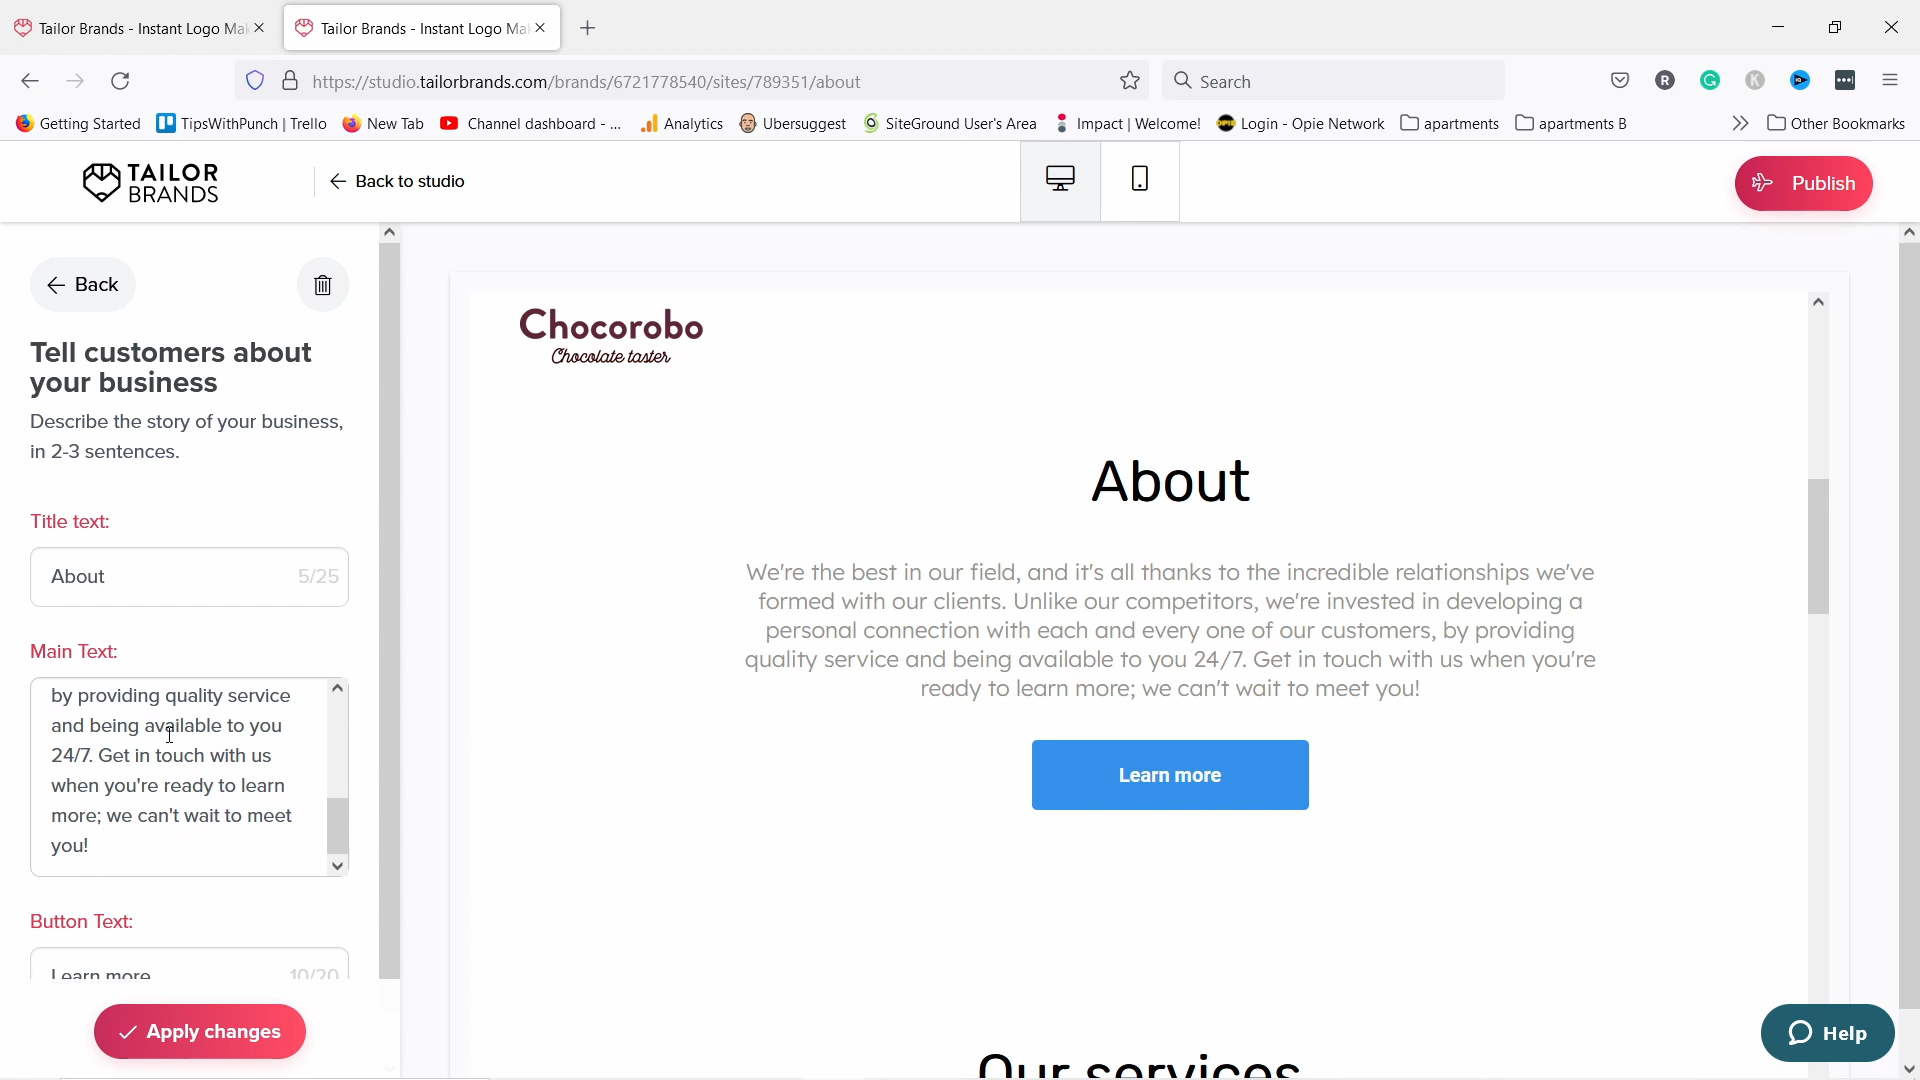 Tailor Brands - Instant Logo Ma
Tailor Brands - Instant Logo Ma
https://studio.tailorbrands.com/brands/6721778540/sites/789351/about
Search
Getting Started
TipsWithPunch | Trello
New Tab
Channel dashboard - ...
Analytics
Ubersuggest
SiteGround User's Area
Impact | Welcome!
Login - Opie Network
apartments
apartments B
Other Bookmarks
TAILOR
BRANDS
Back to studio
Publish
Back
Tell customers about
your business
Describe the story of your business,
in 2-3 sentences.
Title text:
About 5/25
Main Text:
by providing quality service
and being available to you
24/7. Get in touch with us
when you're ready to learn
more; we can't wait to meet
you!
Button Text:
Learn more 10/20
Apply changes
Chocorobo
Chocolate taster
About
We're the best in our field, and it's all thanks to the incredible relationships we've
formed with our clients. Unlike our competitors, we're invested in developing a
personal connection with each and every one of our customers, by providing
quality service and being available to you 24/7. Get in touch with us when you're
ready to learn more; we can't wait to meet you!
Learn more
Our services
Help